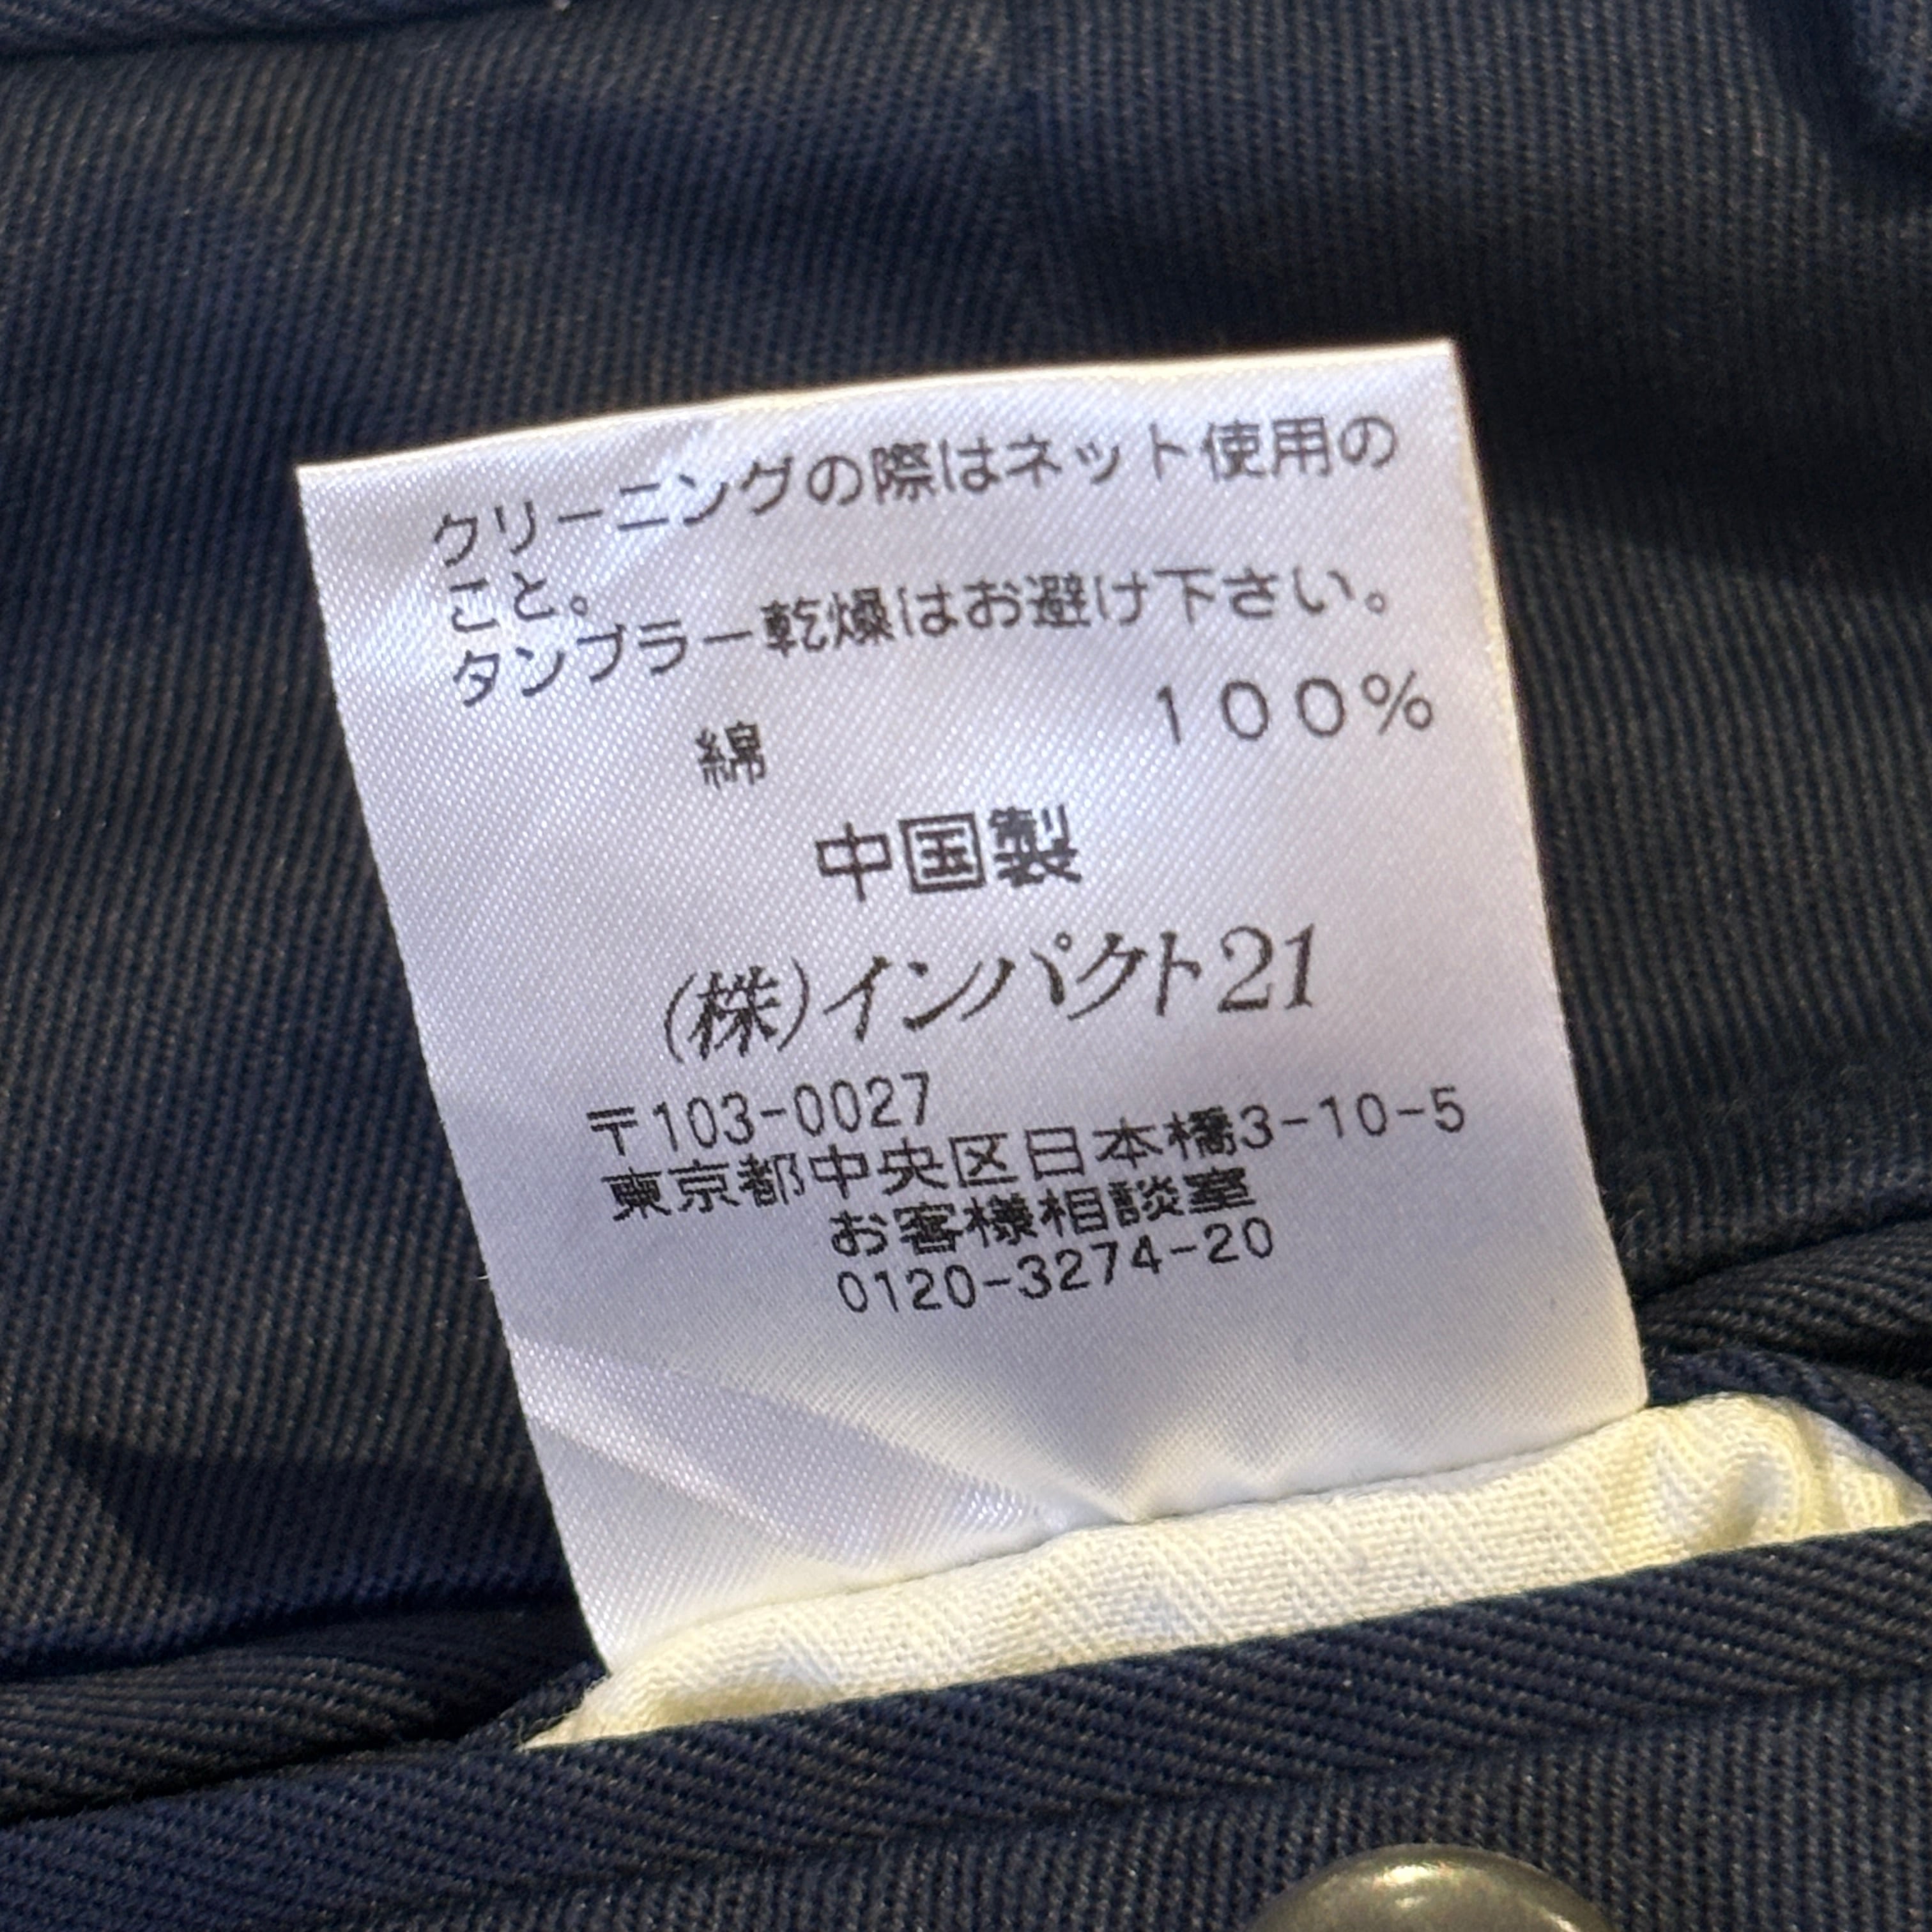 クリーニングの際はネット使用の
こと。
タンブラー乾燥はお避け下さい。
綿 100%
中国製
(株)インパクト21
〒103-0027
東京都中央区日本橋3-10-5
お客様相談室
0120-3274-20